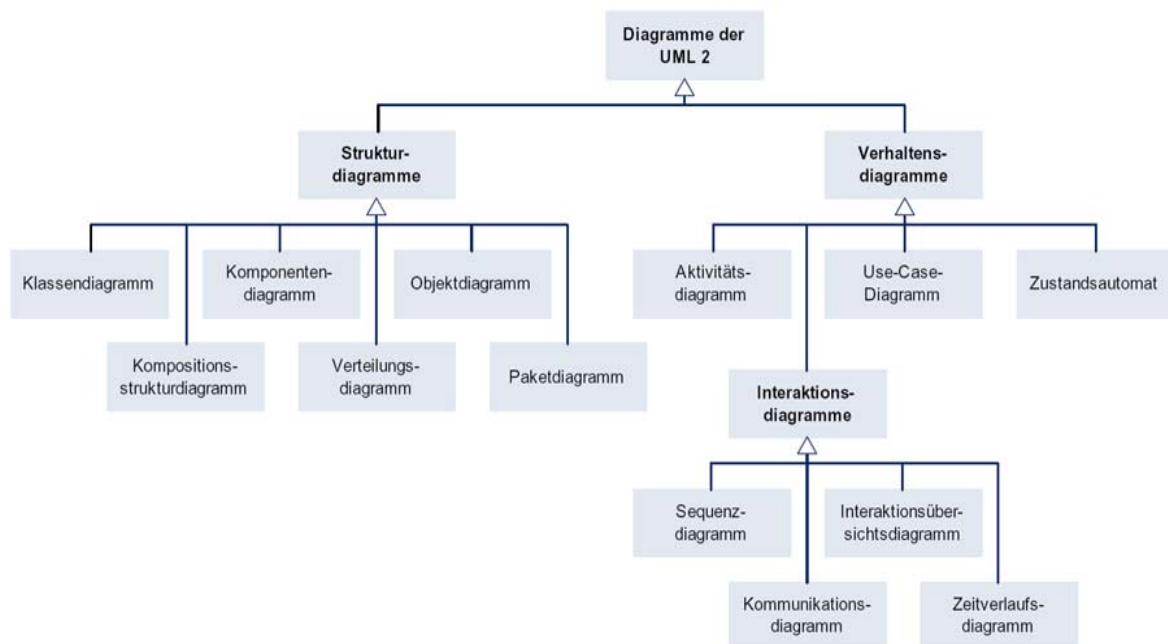 Diagramme der
UML 2
Struktur-
diagramme
Verhaltens-
diagramme
Klassendiagramm
Komponenten-
diagramm
Objektdiagramm
Aktivitäts-
diagramm
Use-Case-
Diagramm
Zustandsautomat
Kompositions-
strukturdiagramm
Verteilungs-
diagramm
Paketdiagramm
Interaktions-
diagramme
Sequenz-
diagramm
Interaktionsüber-
sichtsdiagramm
Kommunikations-
diagramm
Zeitverlaufs-
diagramm